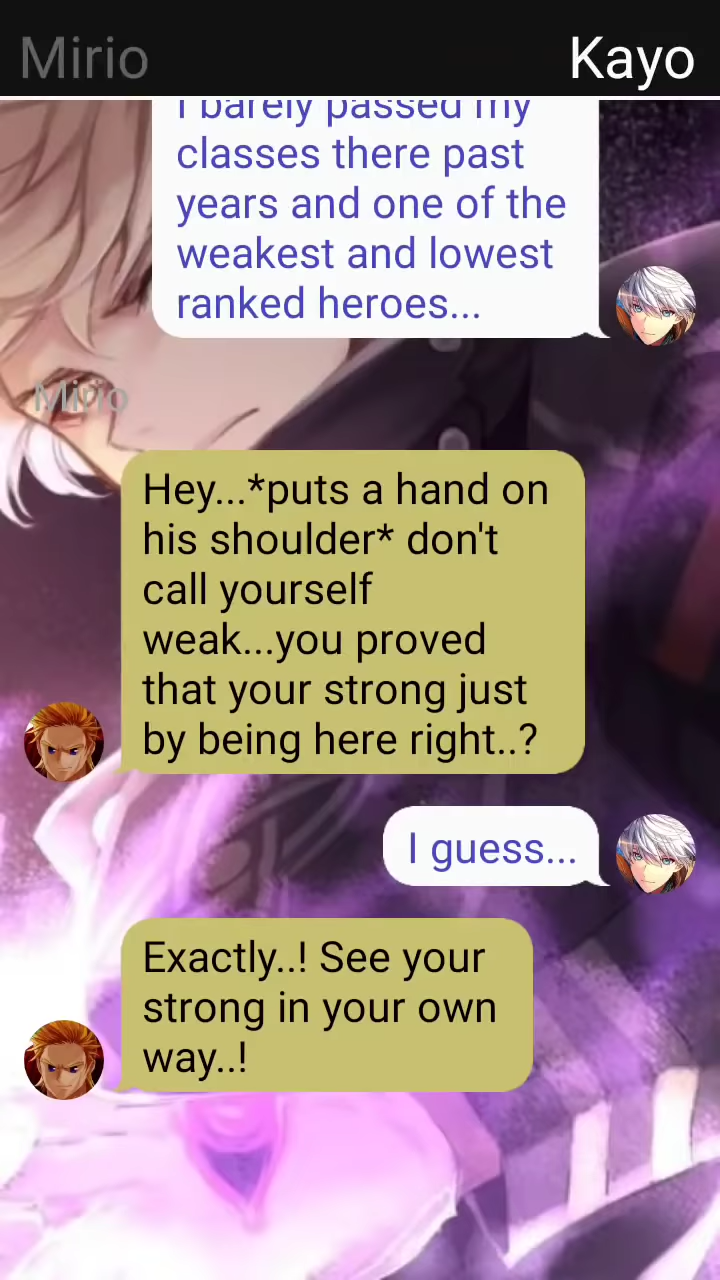 Mirio
Kayo
I barely passed my
classes there past
years and one of the
weakest and lowest
ranked heroes...
Mirio
Hey...*puts a hand on
his shoulder* don't
call yourself
weak...you proved
that your strong just
by being here right..?
I guess...
Exactly..! See your
strong in your own
way..!